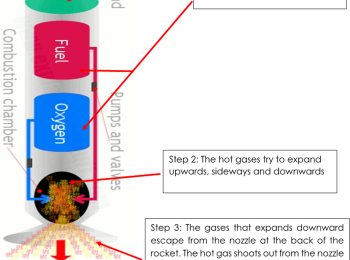 Fuel
Oxygen
Combustion chamber
Pumps and valves
Step 2: The hot gases try to expand
upwards, sideways and downwards
Step 3: The gases that expands downward
escape from the nozzle at the back of the
rocket. The hot gas shoots out from the nozzle